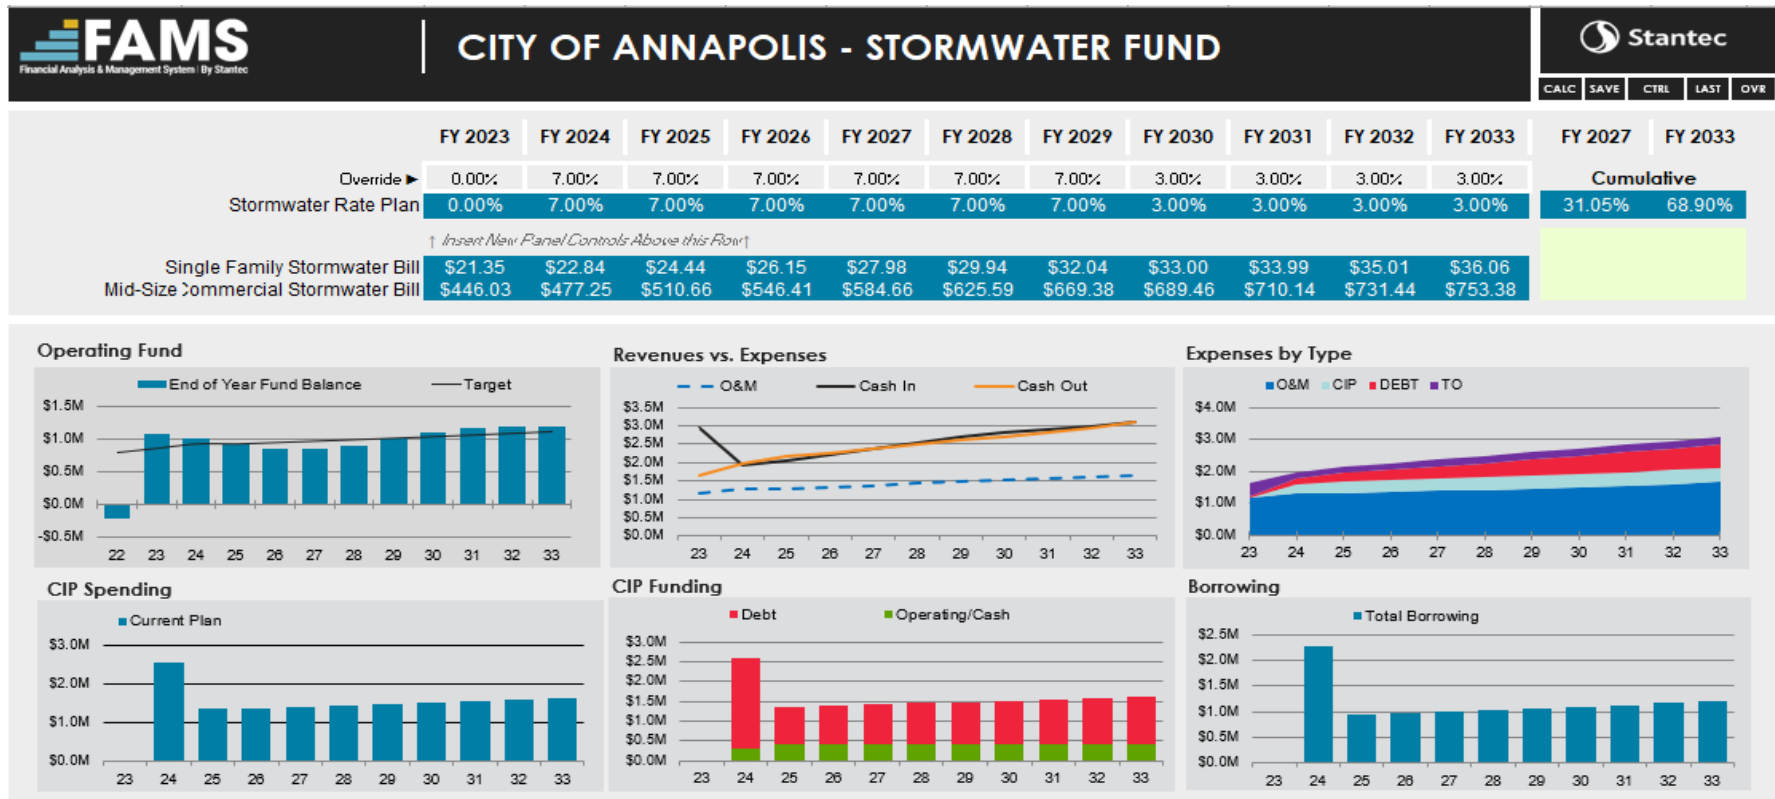 FAMS
Financial Analysis & Management System | By Stantec
CITY OF ANNAPOLIS - STORMWATER FUND
Stantec
CALC SAVE CTRL LAST OVR
FY 2023 FY 2024 FY 2025 FY 2026 FY 2027 FY 2028 FY 2029 FY 2030 FY 2031 FY 2032 FY 2033 FY 2027 FY 2033
Override ► 0.00% 7.00% 7.00% 7.00% 7.00% 7.00% 7.00% 3.00% 3.00% 3.00% 3.00% Cumulative
Stormwater Rate Plan 0.00% 7.00% 7.00% 7.00% 7.00% 7.00% 7.00% 3.00% 3.00% 3.00% 3.00% 31.05% 68.90%
↑ Insert New Panel Controls Above this Row↑
Single Family Stormwater Bill $21.35 $22.84 $24.44 $26.15 $27.98 $29.94 $32.04 $33.00 $33.99 $35.01 $36.06
Mid-Size Commercial Stormwater Bill $446.03 $477.25 $510.66 $546.41 $584.66 $625.59 $669.38 $689.46 $710.14 $731.44 $753.38
Operating Fund
End of Year Fund Balance Target
$1.5M
$1.0M
$0.5M
$0.0M
-$0.5M
22 23 24 25 26 27 28 29 30 31 32 33
Revenues vs. Expenses
O&M Cash In Cash Out
$3.5M
$3.0M
$2.5M
$2.0M
$1.5M
$1.0M
$0.5M
$0.0M
23 24 25 26 27 28 29 30 31 32 33
Expenses by Type
O&M CIP DEBT TO
$4.0M
$3.0M
$2.0M
$1.0M
$0.0M
23 24 25 26 27 28 29 30 31 32 33
CIP Spending
Current Plan
$3.0M
$2.0M
$1.0M
$0.0M
23 24 25 26 27 28 29 30 31 32 33
CIP Funding
Debt Operating/Cash
$3.0M
$2.5M
$2.0M
$1.5M
$1.0M
$0.5M
$0.0M
23 24 25 26 27 28 29 30 31 32 33
Borrowing
Total Borrowing
$2.5M
$2.0M
$1.5M
$1.0M
$0.5M
$0.0M
23 24 25 26 27 28 29 30 31 32 33